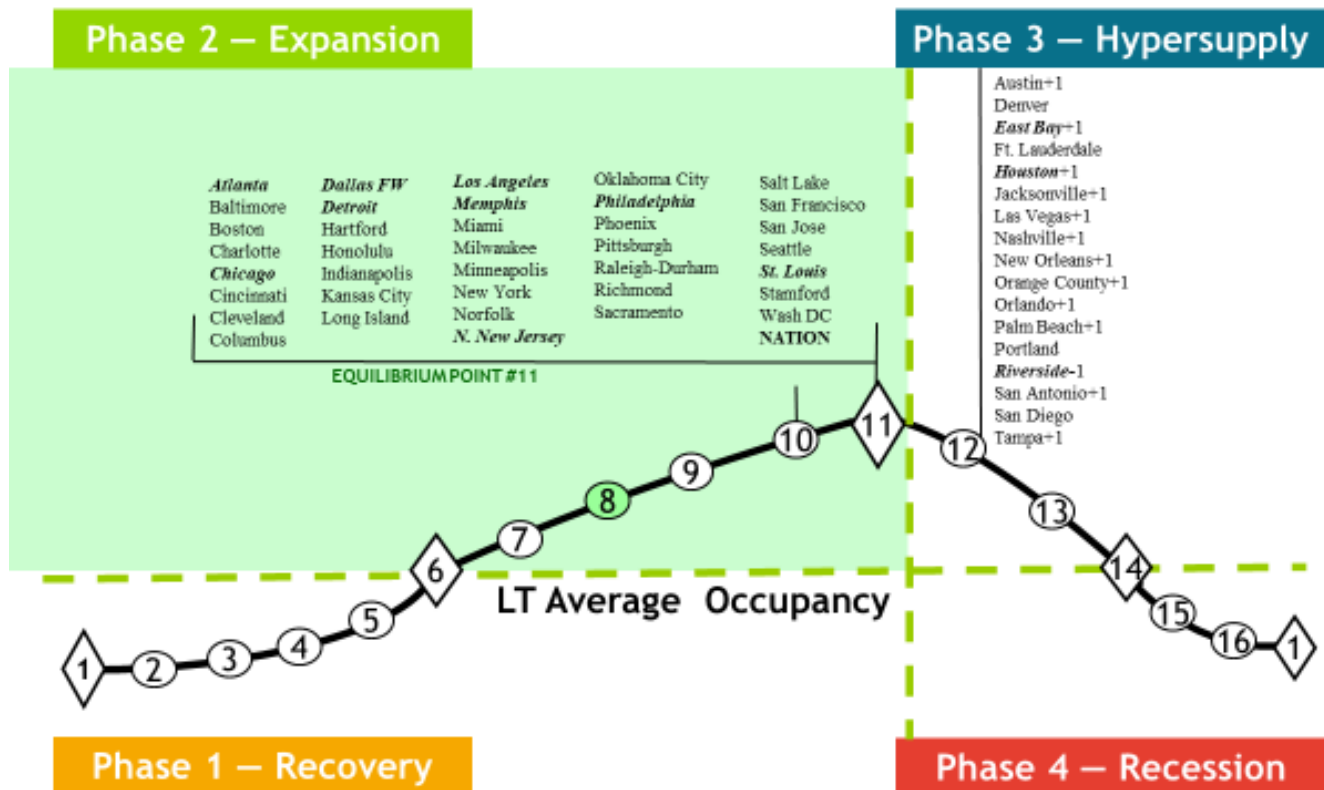 Phase 2 — Expansion
Phase 3 — Hypersupply
Atlanta
Baltimore
Boston
Charlotte
Chicago
Cincinnati
Cleveland
Columbus
Dallas FW
Detroit
Hartford
Honolulu
Indianapolis
Kansas City
Long Island
Los Angeles
Memphis
Miami
Milwaukee
Minneapolis
New York
Norfolk
N. New Jersey
Oklahoma City
Philadelphia
Phoenix
Pittsburgh
Raleigh-Durham
Richmond
Sacramento
Salt Lake
San Francisco
San Jose
Seattle
St. Louis
Stamford
Wash DC
NATION
Austin+1
Denver
East Bay+1
Ft. Lauderdale
Houston+1
Jacksonville+1
Las Vegas+1
Nashville+1
New Orleans+1
Orange County+1
Orlando+1
Palm Beach+1
Portland
Riverside-1
San Antonio+1
San Diego
Tampa+1
EQUILIBRIUM POINT #11
1
2
3
4
5
6
7
8
9
10
11
12
13
14
15
16
1
LT Average Occupancy
Phase 1 — Recovery
Phase 4 — Recession